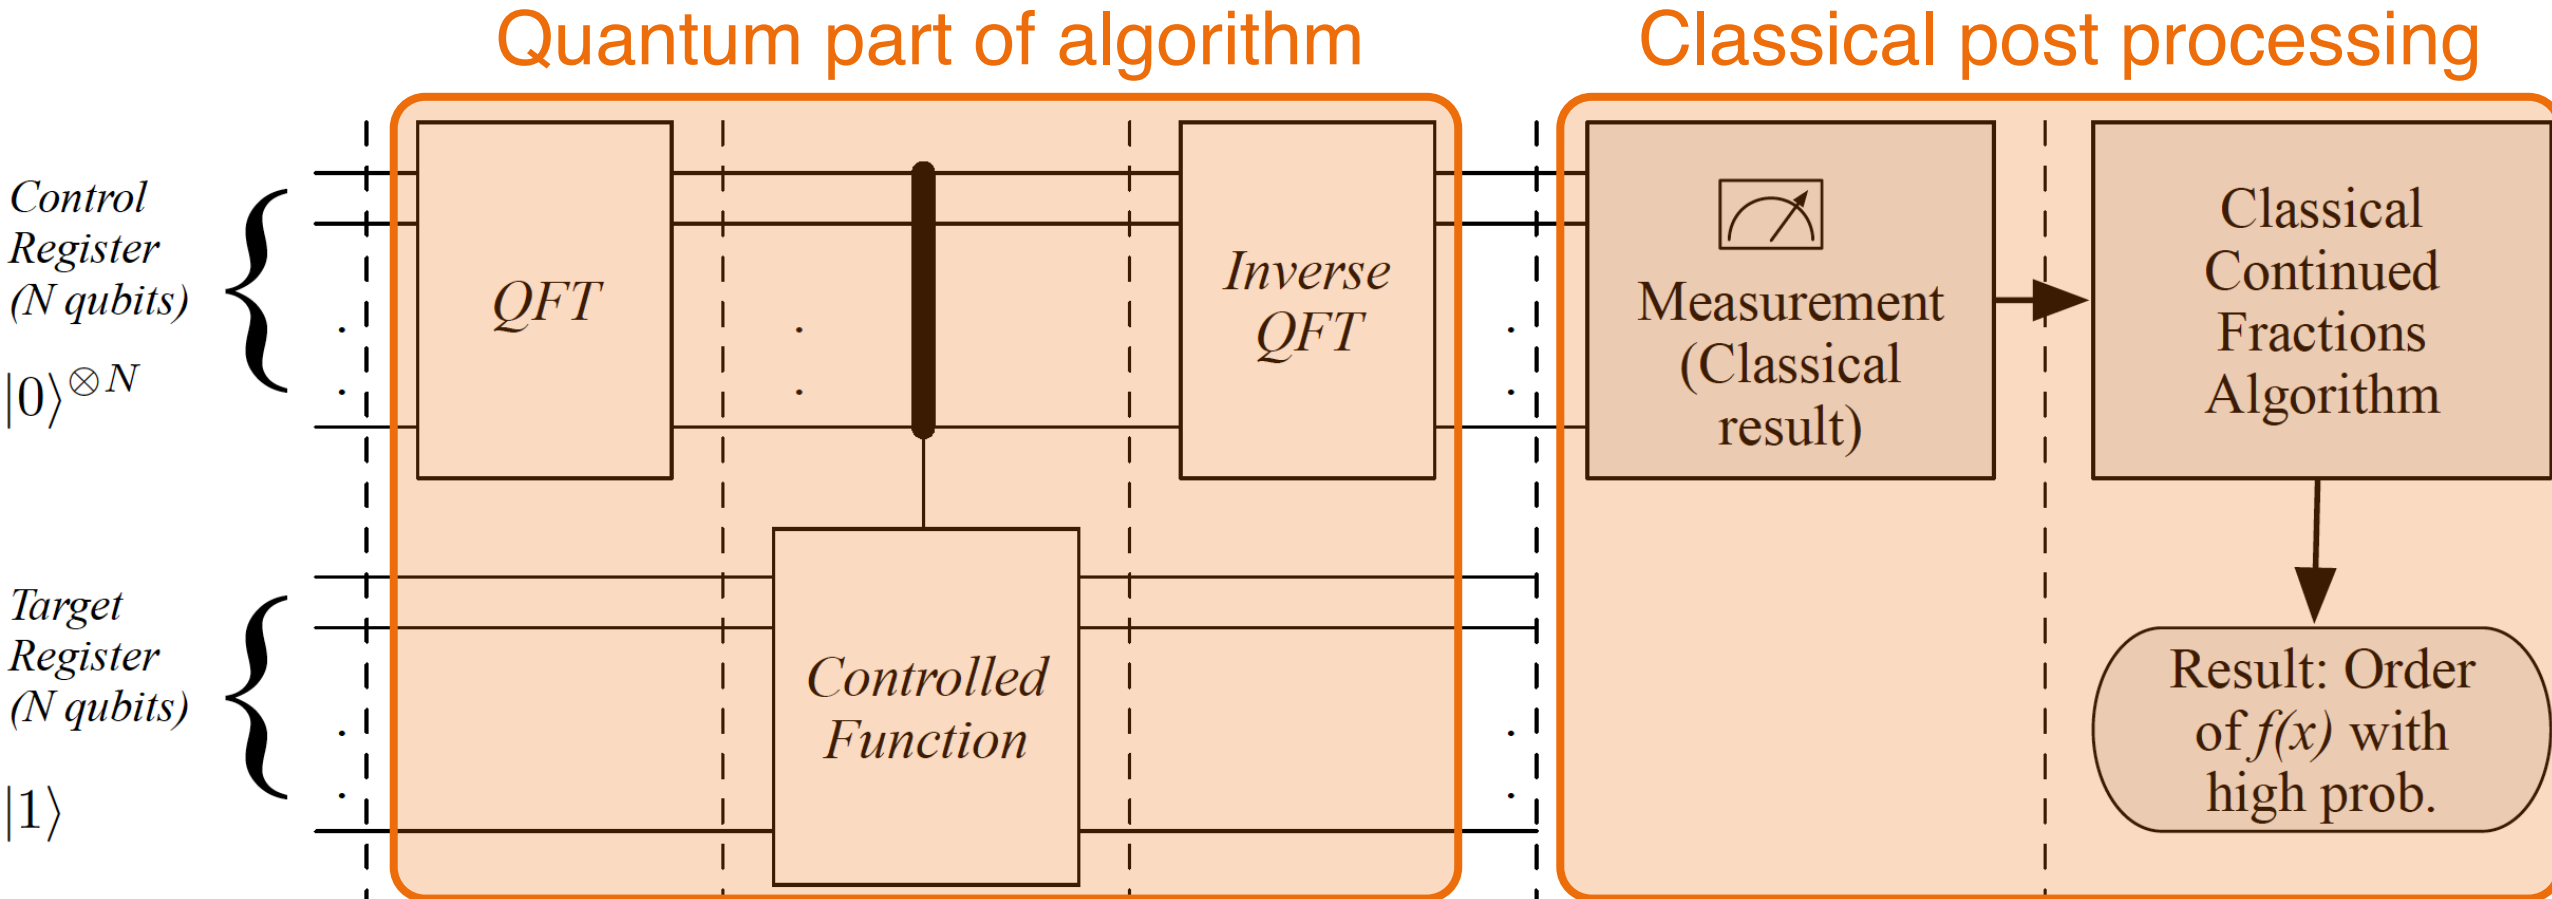 Quantum part of algorithm
Classical post processing
Control
Register
(N qubits)
|0⟩⊗N
QFT
Inverse
QFT
Measurement
(Classical
result)
Classical
Continued
Fractions
Algorithm
Target
Register
(N qubits)
|1⟩
Controlled
Function
Result: Order
of f(x) with
high prob.